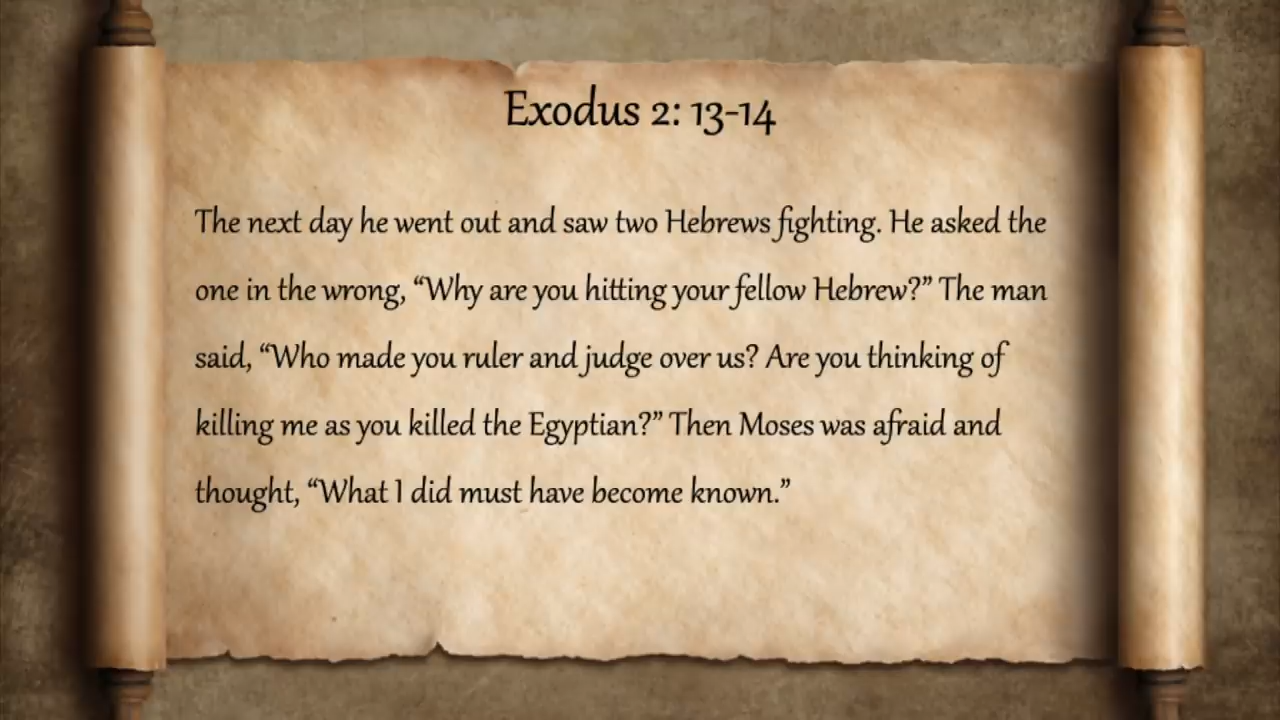 Exodus 2: 13-14
The next day he went out and saw two Hebrews fighting. He asked the
one in the wrong, “Why are you hitting your fellow Hebrew?” The man
said, “Who made you ruler and judge over us? Are you thinking of
killing me as you killed the Egyptian?” Then Moses was afraid and
thought, “What I did must have become known.”